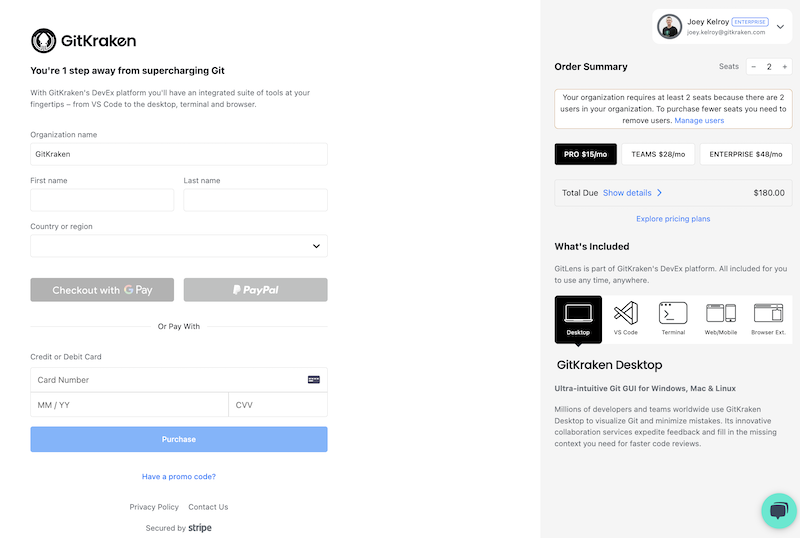 GitKraken
You're 1 step away from supercharging Git
With GitKraken's DevEx platform you'll have an integrated suite of tools at your
fingertips – from VS Code to the desktop, terminal and browser.
Organization name
GitKraken
First name
Last name
Country or region
Checkout with G Pay
PayPal
Or Pay With
Credit or Debit Card
Card Number
MM / YY
CVV
Purchase
Have a promo code?
Privacy Policy
Contact Us
Secured by stripe
Joey Kelroy ENTERPRISE
joey.kelroy@gitkraken.com
Order Summary
Seats
− 2 +
Your organization requires at least 2 seats because there are 2
users in your organization. To purchase fewer seats you need to
remove users. Manage users
PRO $15/mo
TEAMS $28/mo
ENTERPRISE $48/mo
Total Due Show details
$180.00
Explore pricing plans
What's Included
GitLens is part of GitKraken's DevEx platform. All included for you
to use any time, anywhere.
Desktop
VS Code
Terminal
Web/Mobile
Browser Ext.
GitKraken Desktop
Ultra-intuitive Git GUI for Windows, Mac & Linux
Millions of developers and teams worldwide use GitKraken
Desktop to visualize Git and minimize mistakes. Its innovative
collaboration services expedite feedback and fill in the missing
context you need for faster code reviews.